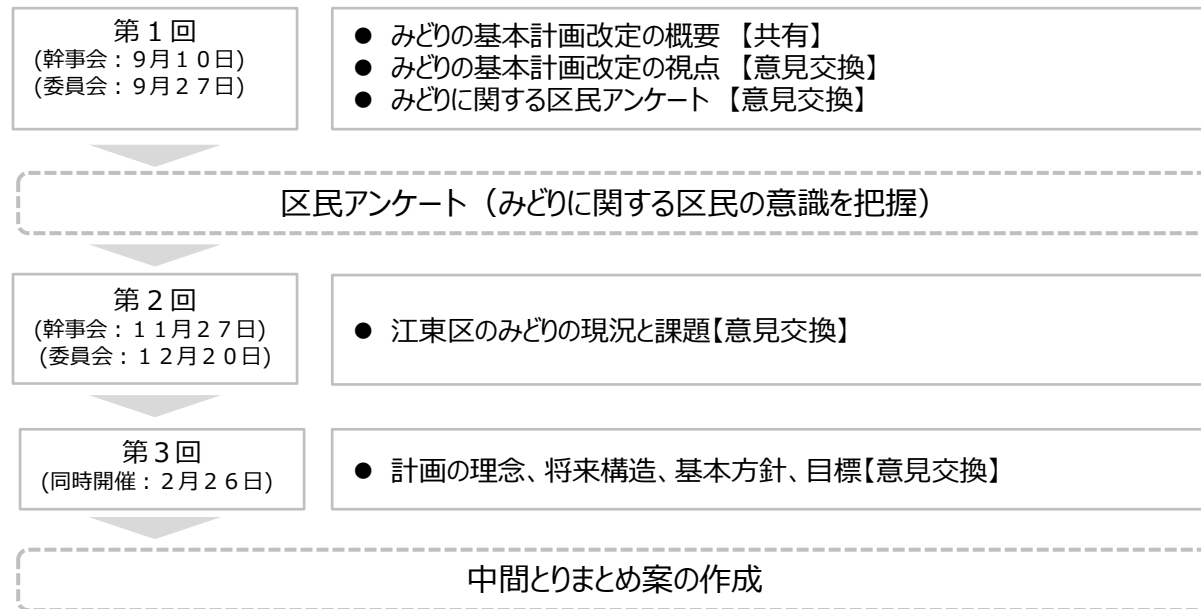 第１回
(幹事会：９月１０日)
(委員会：９月２７日)
● みどりの基本計画改定の概要 【共有】
● みどりの基本計画改定の視点 【意見交換】
● みどりに関する区民アンケート 【意見交換】
区民アンケート（みどりに関する区民の意識を把握）
第２回
(幹事会：１１月２７日)
(委員会：１２月２０日)
● 江東区のみどりの現況と課題【意見交換】
第３回
(同時開催：２月２６日)
● 計画の理念、将来構造、基本方針、目標【意見交換】
中間とりまとめ案の作成